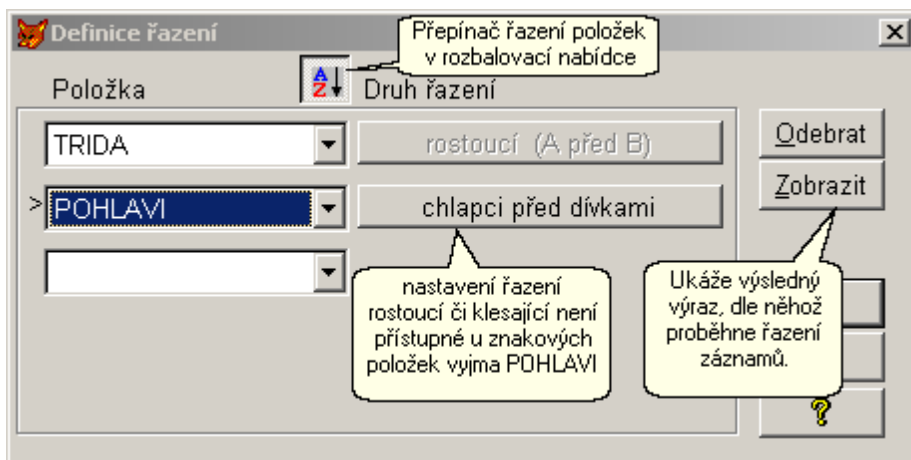 Definice řazení
Přepínač řazení položek
v rozbalovací nabídce
Položka
A
Z
Druh řazení
TRIDA
rostoucí (A před B)
Odebrat
> POHLAVI
chlapci před dívkami
Zobrazit
nastavení řazení
rostoucí či klesající není
přístupné u znakových
položek vyjma POHLAVI
Ukáže výsledný
výraz, dle něhož
proběhne řazení
záznamů.
?